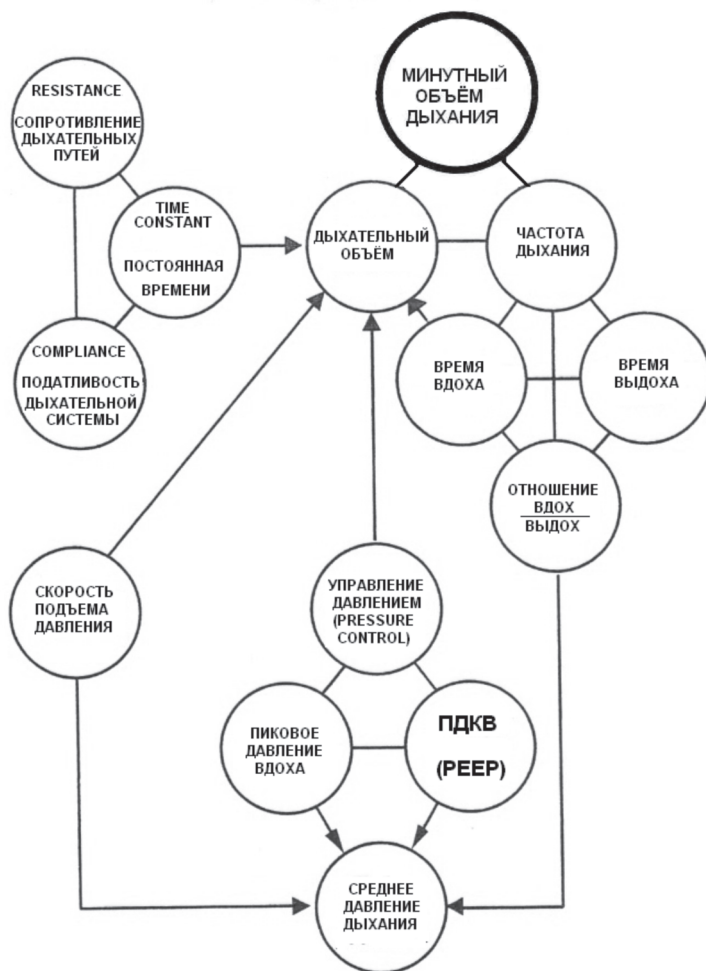 МИНУТНЫЙ
ОБЪЁМ
ДЫХАНИЯ
RESISTANCE
СОПРОТИВЛЕНИЕ
ДЫХАТЕЛЬНЫХ
ПУТЕЙ
TIME
CONSTANT
ПОСТОЯННАЯ
ВРЕМЕНИ
ДЫХАТЕЛЬНЫЙ
ОБЪЁМ
ЧАСТОТА
ДЫХАНИЯ
COMPLIANCE
ПОДАТЛИВОСТЬ
ДЫХАТЕЛЬНОЙ
СИСТЕМЫ
ВРЕМЯ
ВДОХА
ВРЕМЯ
ВЫДОХА
ОТНОШЕНИЕ
ВДОХ
ВЫДОХ
СКОРОСТЬ
ПОДЪЕМА
ДАВЛЕНИЯ
УПРАВЛЕНИЕ
ДАВЛЕНИЕМ
(PRESSURE
CONTROL)
ПИКОВОЕ
ДАВЛЕНИЕ
ВДОХА
ПДКВ
(PEEP)
СРЕДНЕЕ
ДАВЛЕНИЕ
ДЫХАНИЯ